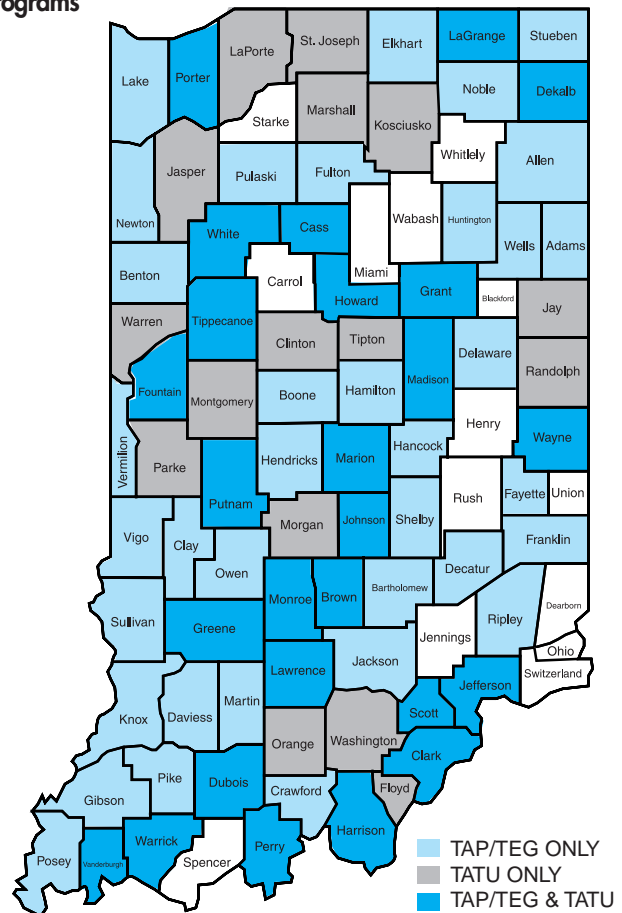 rograms
LaPorte
St. Joseph
Elkhart
LaGrange
Stueben
Lake
Porter
Noble
Dekalb
Starke
Marshall
Kosciusko
Whitlely
Allen
Jasper
Pulaski
Fulton
Newton
White
Cass
Miami
Wabash
Huntington
Wells
Adams
Benton
Carrol
Howard
Grant
Blackford
Jay
Warren
Tippecanoe
Clinton
Tipton
Madison
Delaware
Randolph
Fountain
Montgomery
Boone
Hamilton
Henry
Wayne
Vermilion
Parke
Putnam
Hendricks
Marion
Hancock
Rush
Fayette
Union
Vigo
Clay
Owen
Morgan
Johnson
Shelby
Decatur
Franklin
Sullivan
Greene
Monroe
Brown
Bartholomew
Jennings
Ripley
Dearborn
Ohio
Switzerland
Knox
Daviess
Martin
Lawrence
Jackson
Scott
Jefferson
Orange
Washington
Clark
Gibson
Pike
Dubois
Crawford
Floyd
Harrison
Posey
Vanderburgh
Warrick
Spencer
Perry
TAP/TEG ONLY
TATU ONLY
TAP/TEG & TATU